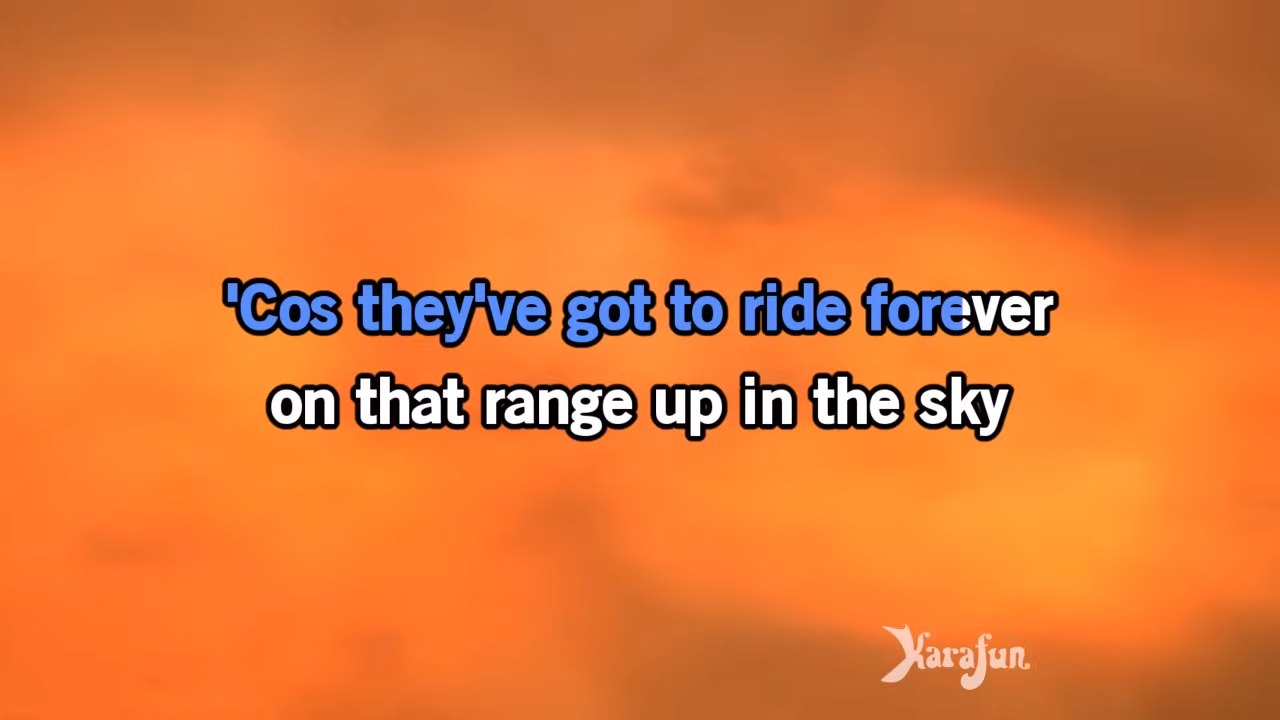 'Cos they've got to ride forever
on that range up in the sky
Karafun